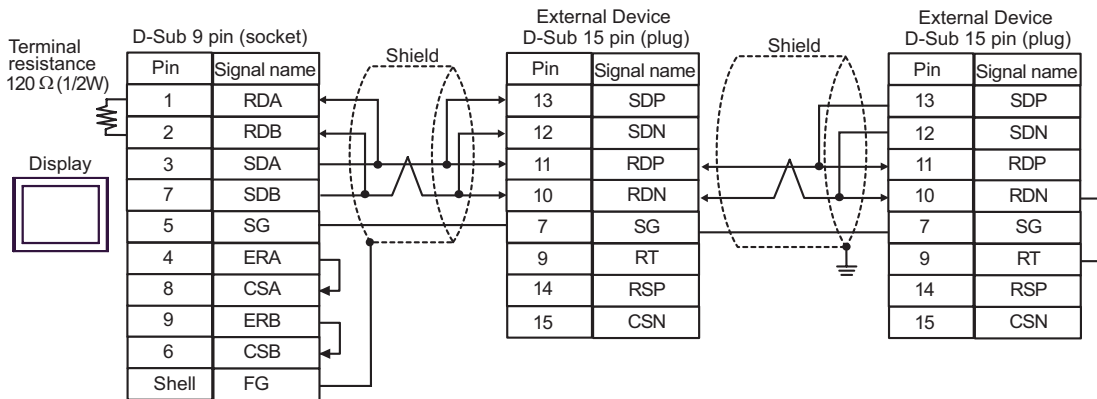 Terminal
resistance
120 Ω (1/2W)
Display
D-Sub 9 pin (socket)
Pin Signal name
1 RDA
2 RDB
3 SDA
7 SDB
5 SG
4 ERA
8 CSA
9 ERB
6 CSB
Shell FG
Shield
External Device
D-Sub 15 pin (plug)
Pin Signal name
13 SDP
12 SDN
11 RDP
10 RDN
7 SG
9 RT
14 RSP
15 CSN
Shield
External Device
D-Sub 15 pin (plug)
Pin Signal name
13 SDP
12 SDN
11 RDP
10 RDN
7 SG
9 RT
14 RSP
15 CSN